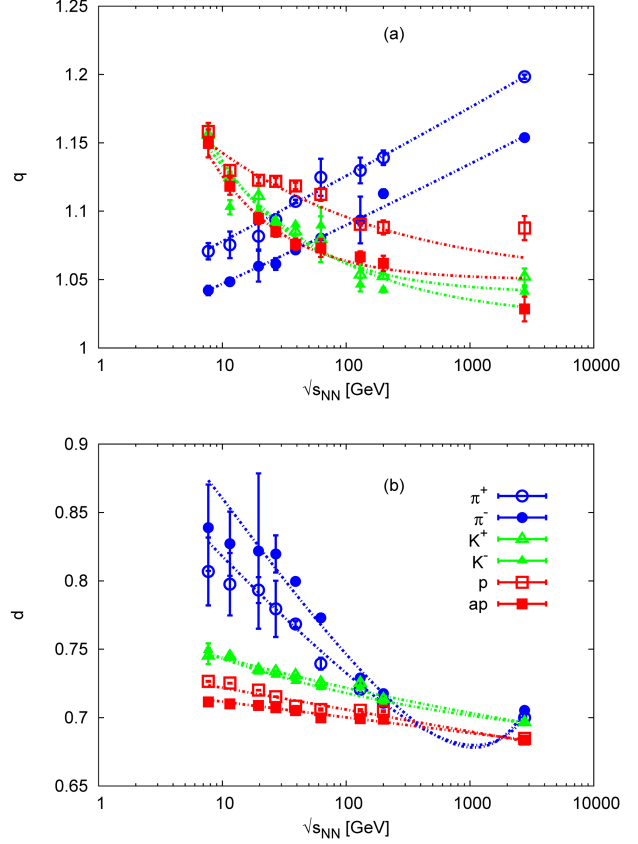 1.25
(a)
1.2
1.15
q
1.1
1.05
1
1 10 100 1000 10000
√sNN [GeV]
0.9
(b)
π+
π-
0.85
K+
K-
p
ap
0.8
d
0.75
0.7
0.65
1 10 100 1000 10000
√sNN [GeV]